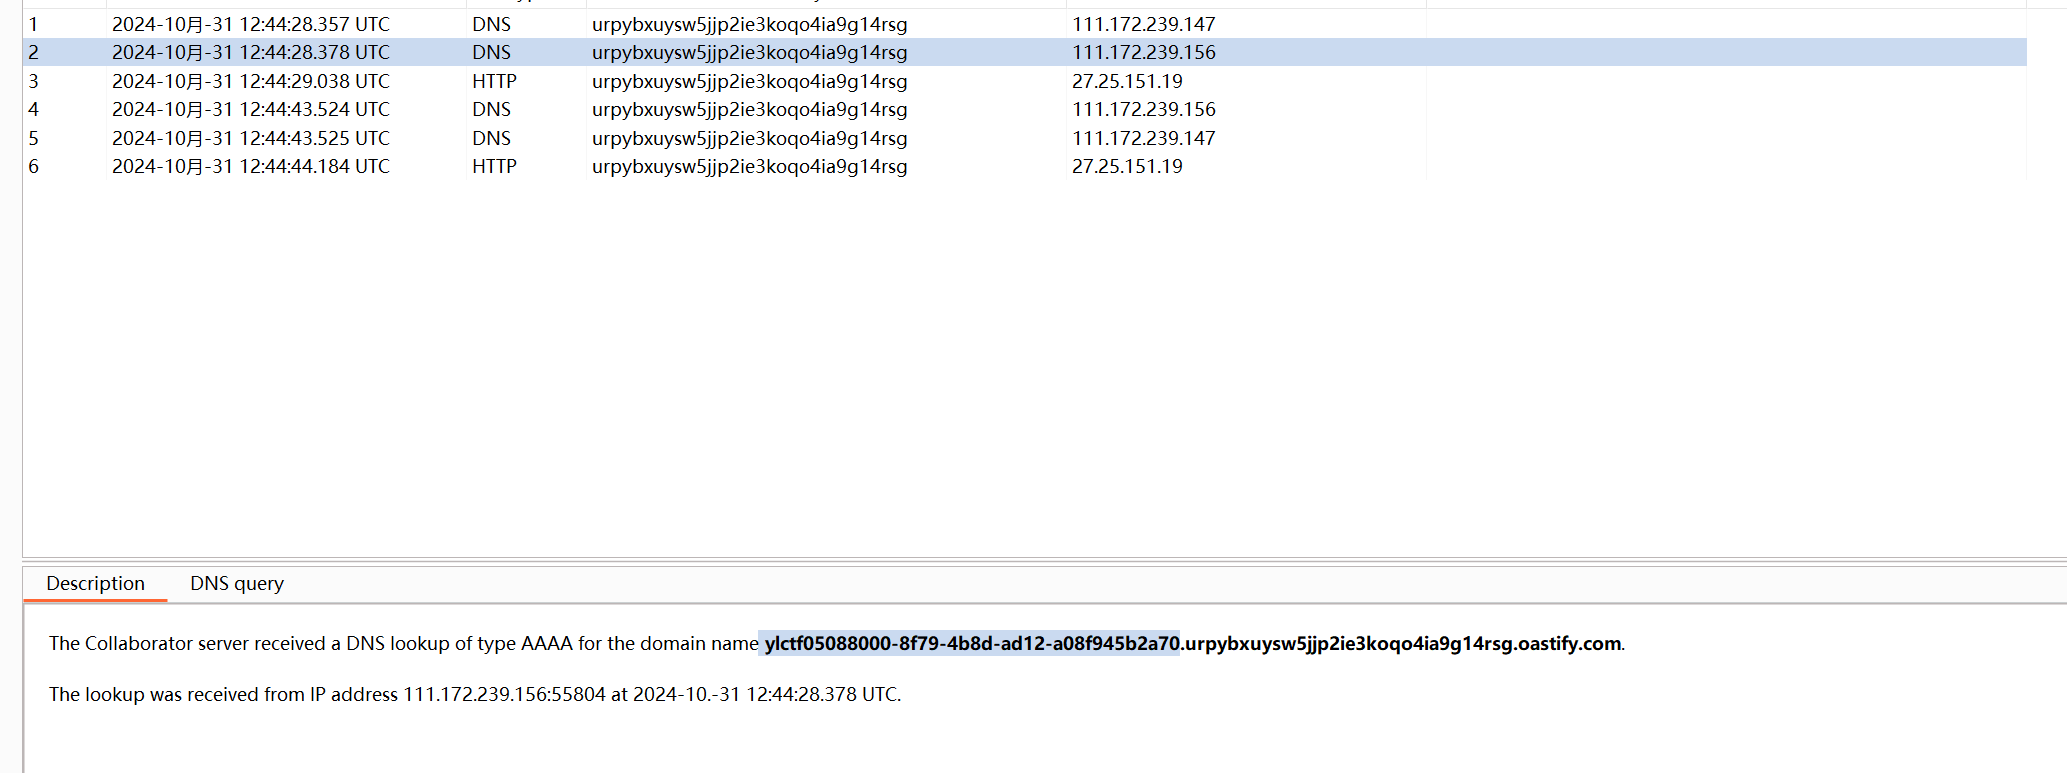 1 2024-10月-31 12:44:28.357 UTC DNS urpybxuysw5jjp2ie3koqo4ia9g14rsg 111.172.239.147
2 2024-10月-31 12:44:28.378 UTC DNS urpybxuysw5jjp2ie3koqo4ia9g14rsg 111.172.239.156
3 2024-10月-31 12:44:29.038 UTC HTTP urpybxuysw5jjp2ie3koqo4ia9g14rsg 27.25.151.19
4 2024-10月-31 12:44:43.524 UTC DNS urpybxuysw5jjp2ie3koqo4ia9g14rsg 111.172.239.156
5 2024-10月-31 12:44:43.525 UTC DNS urpybxuysw5jjp2ie3koqo4ia9g14rsg 111.172.239.147
6 2024-10月-31 12:44:44.184 UTC HTTP urpybxuysw5jjp2ie3koqo4ia9g14rsg 27.25.151.19
Description DNS query
The Collaborator server received a DNS lookup of type AAAA for the domain name ylctf05088000-8f79-4b8d-ad12-a08f945b2a70.urpybxuysw5jjp2ie3koqo4ia9g14rsg.oastify.com.
The lookup was received from IP address 111.172.239.156:55804 at 2024-10.-31 12:44:28.378 UTC.